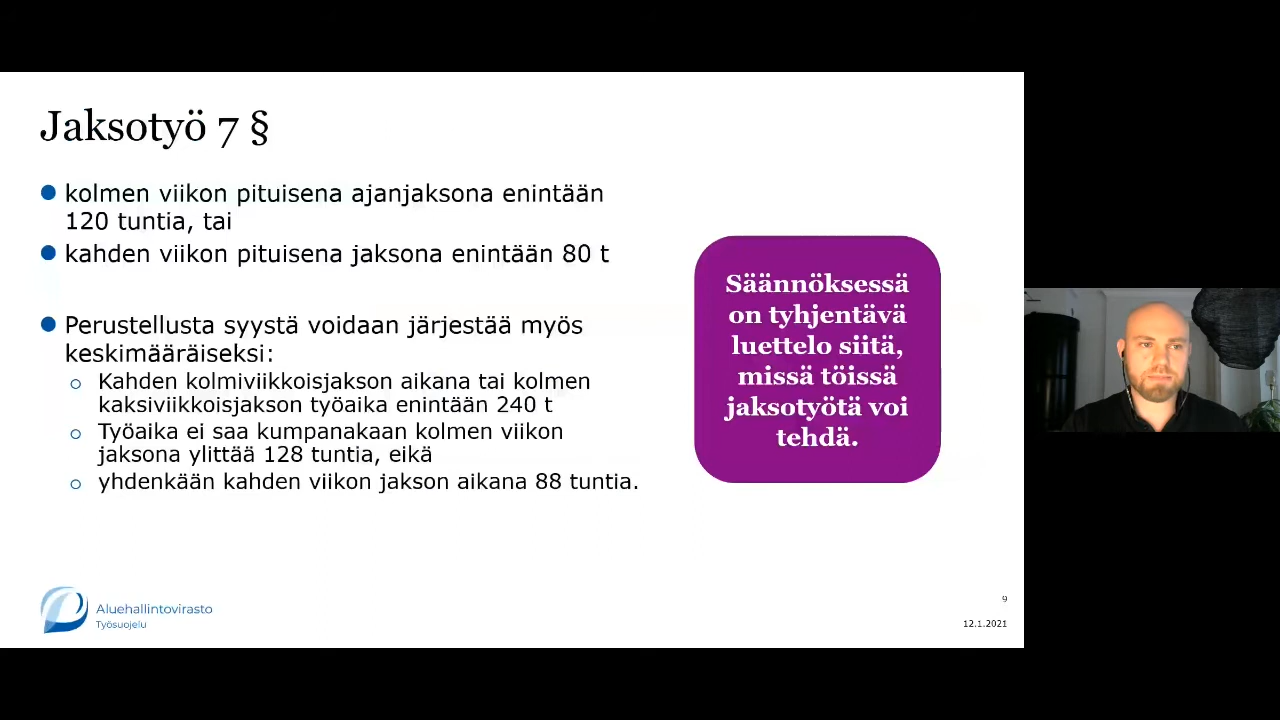 Jaksotyö 7 §
kolmen viikon pituisena ajanjaksona enintään
120 tuntia, tai
kahden viikon pituisena jaksona enintään 80 t
Perustellusta syystä voidaan järjestää myös
keskimääräiseksi:
Kahden kolmiviikkoisjakson aikana tai kolmen
kaksiviikkoisjakson työaika enintään 240 t
Työaika ei saa kumpanakaan kolmen viikon
jaksona ylittää 128 tuntia, eikä
yhdenkään kahden viikon jakson aikana 88 tuntia.
Säännöksessä
on tyhjentävä
luettelo siitä,
missä töissä
jaksotyötä voi
tehdä.
Aluehallintovirasto
Työsuojelu
9
12.1.2021